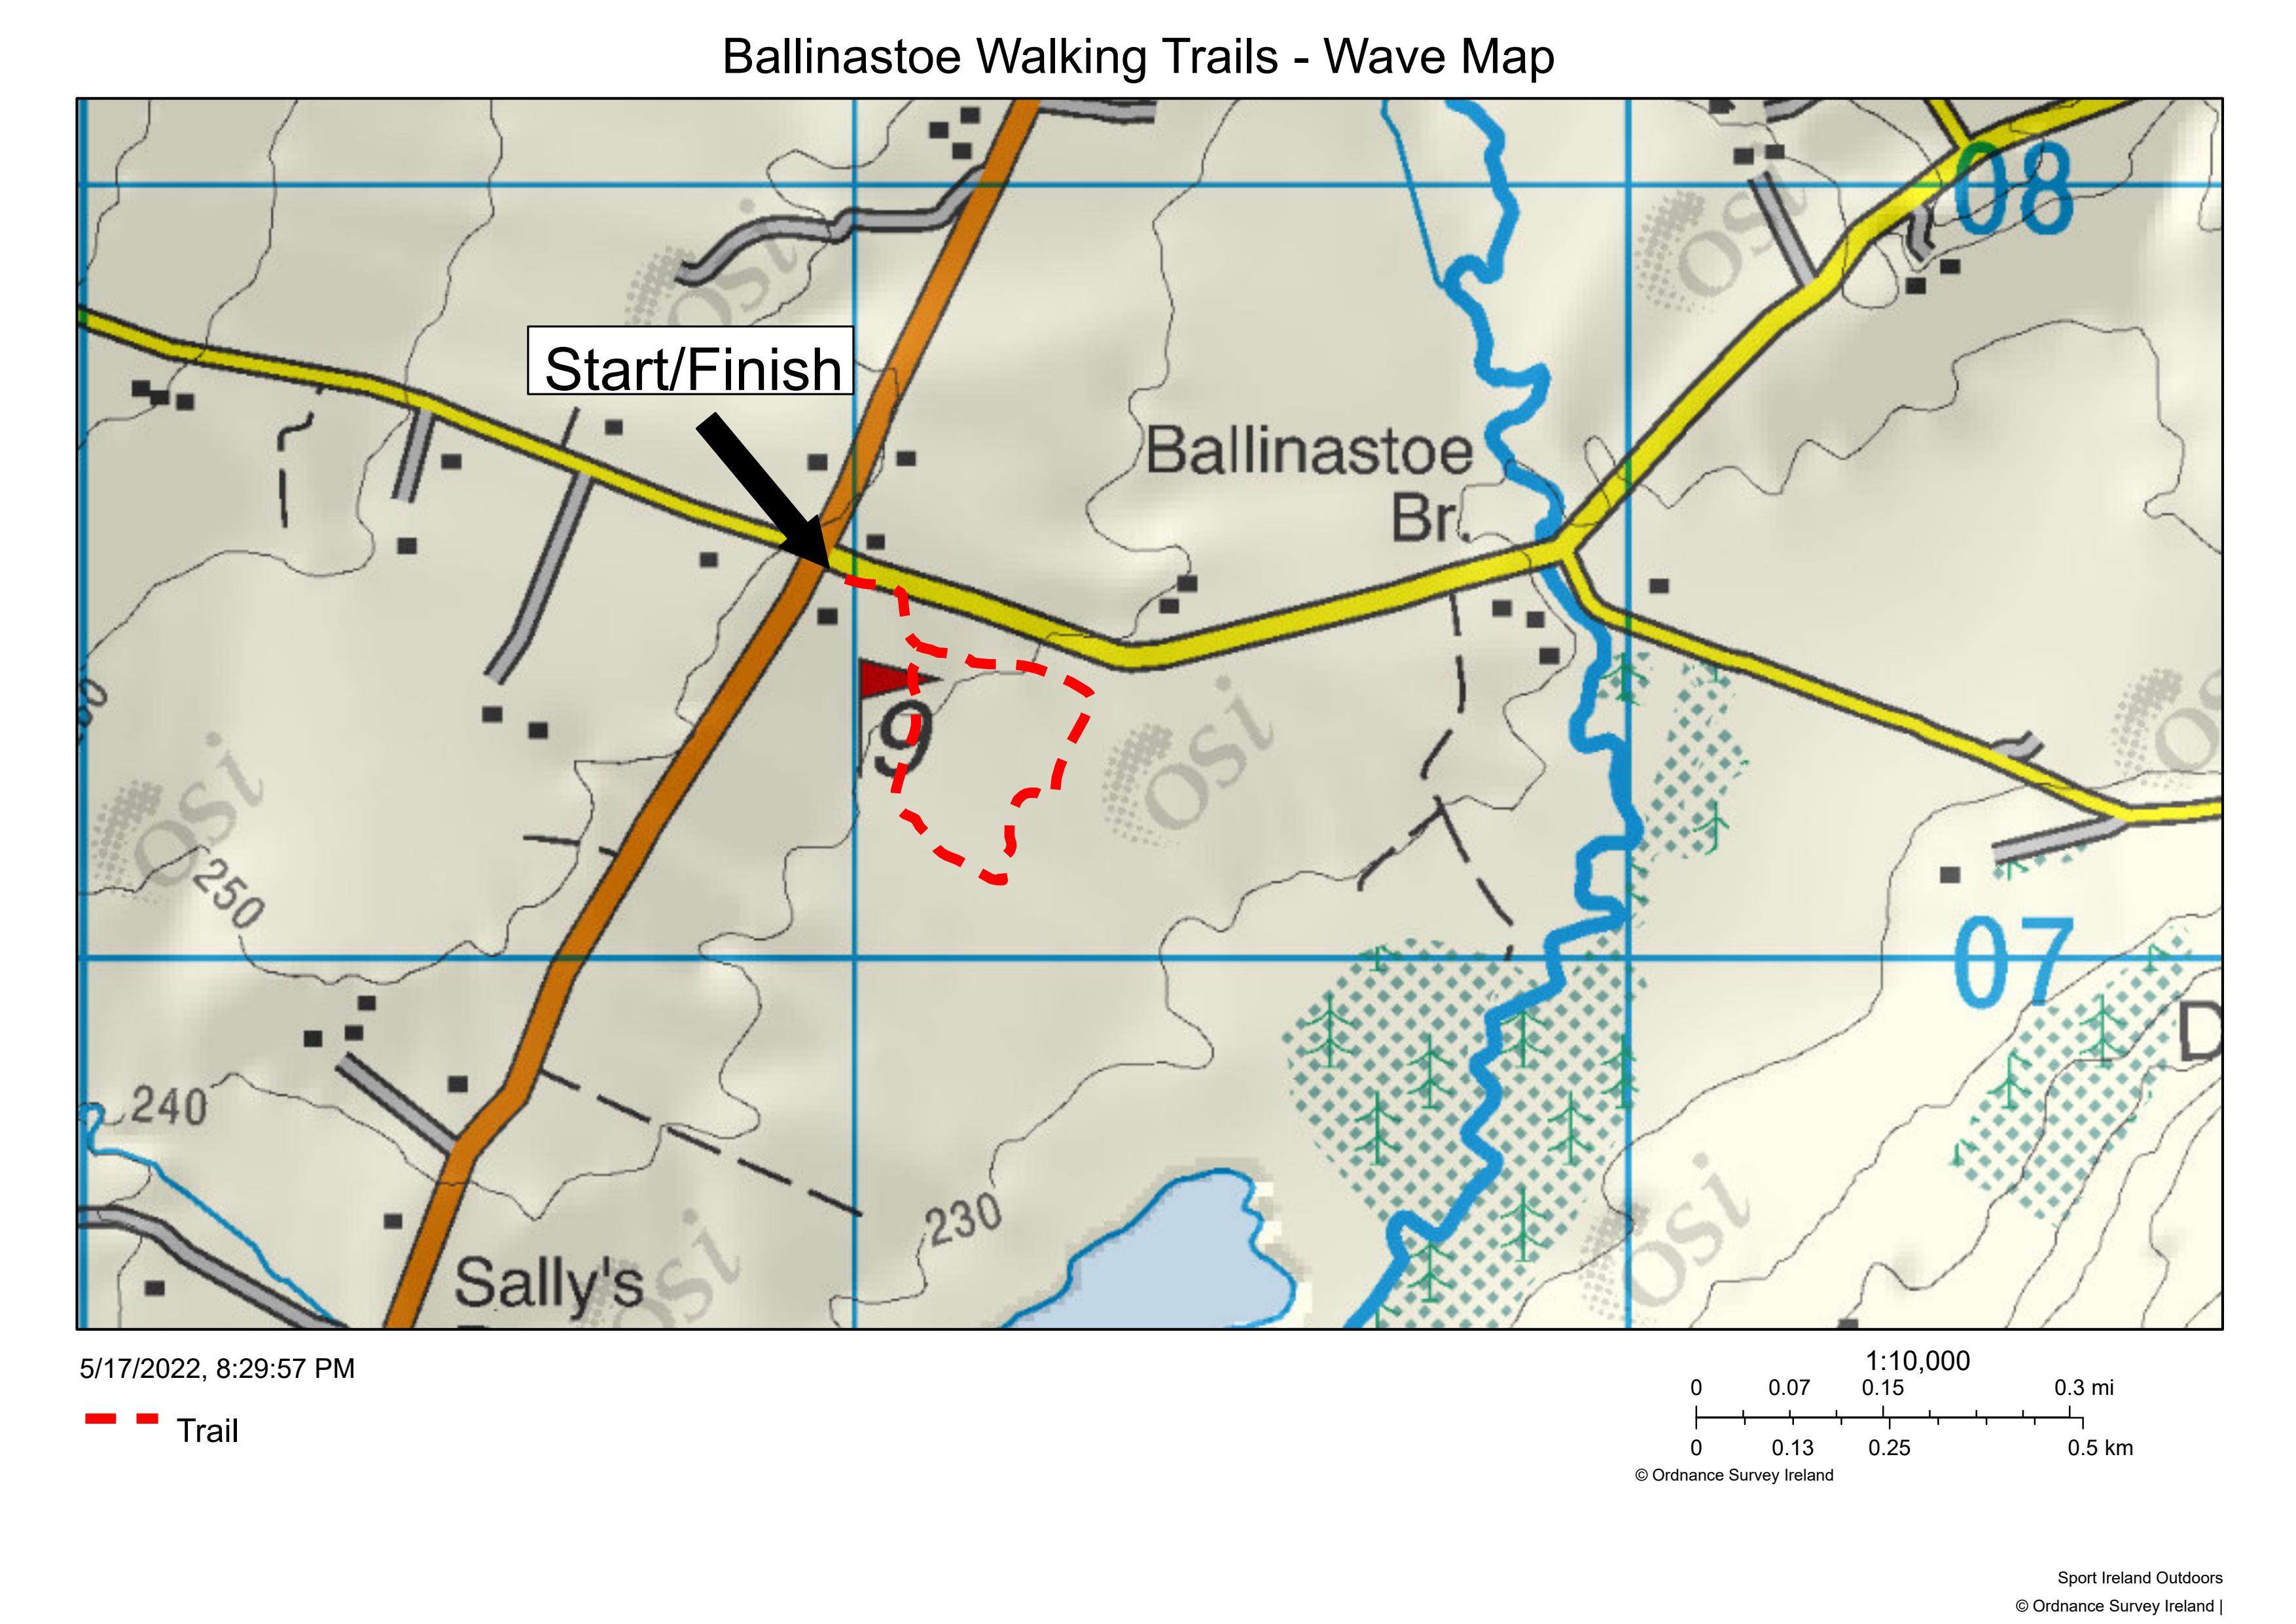 Ballinastoe Walking Trails - Wave Map
osi
osi
08
Start/Finish
Ballinastoe
Br.
9
osi
osi
osi
250
07
D
240
230
osi
osi
Sally's
5/17/2022, 8:29:57 PM
Trail
1:10,000
0 0.07 0.15 0.3 mi
0 0.13 0.25 0.5 km
© Ordnance Survey Ireland
Sport Ireland Outdoors
© Ordnance Survey Ireland |